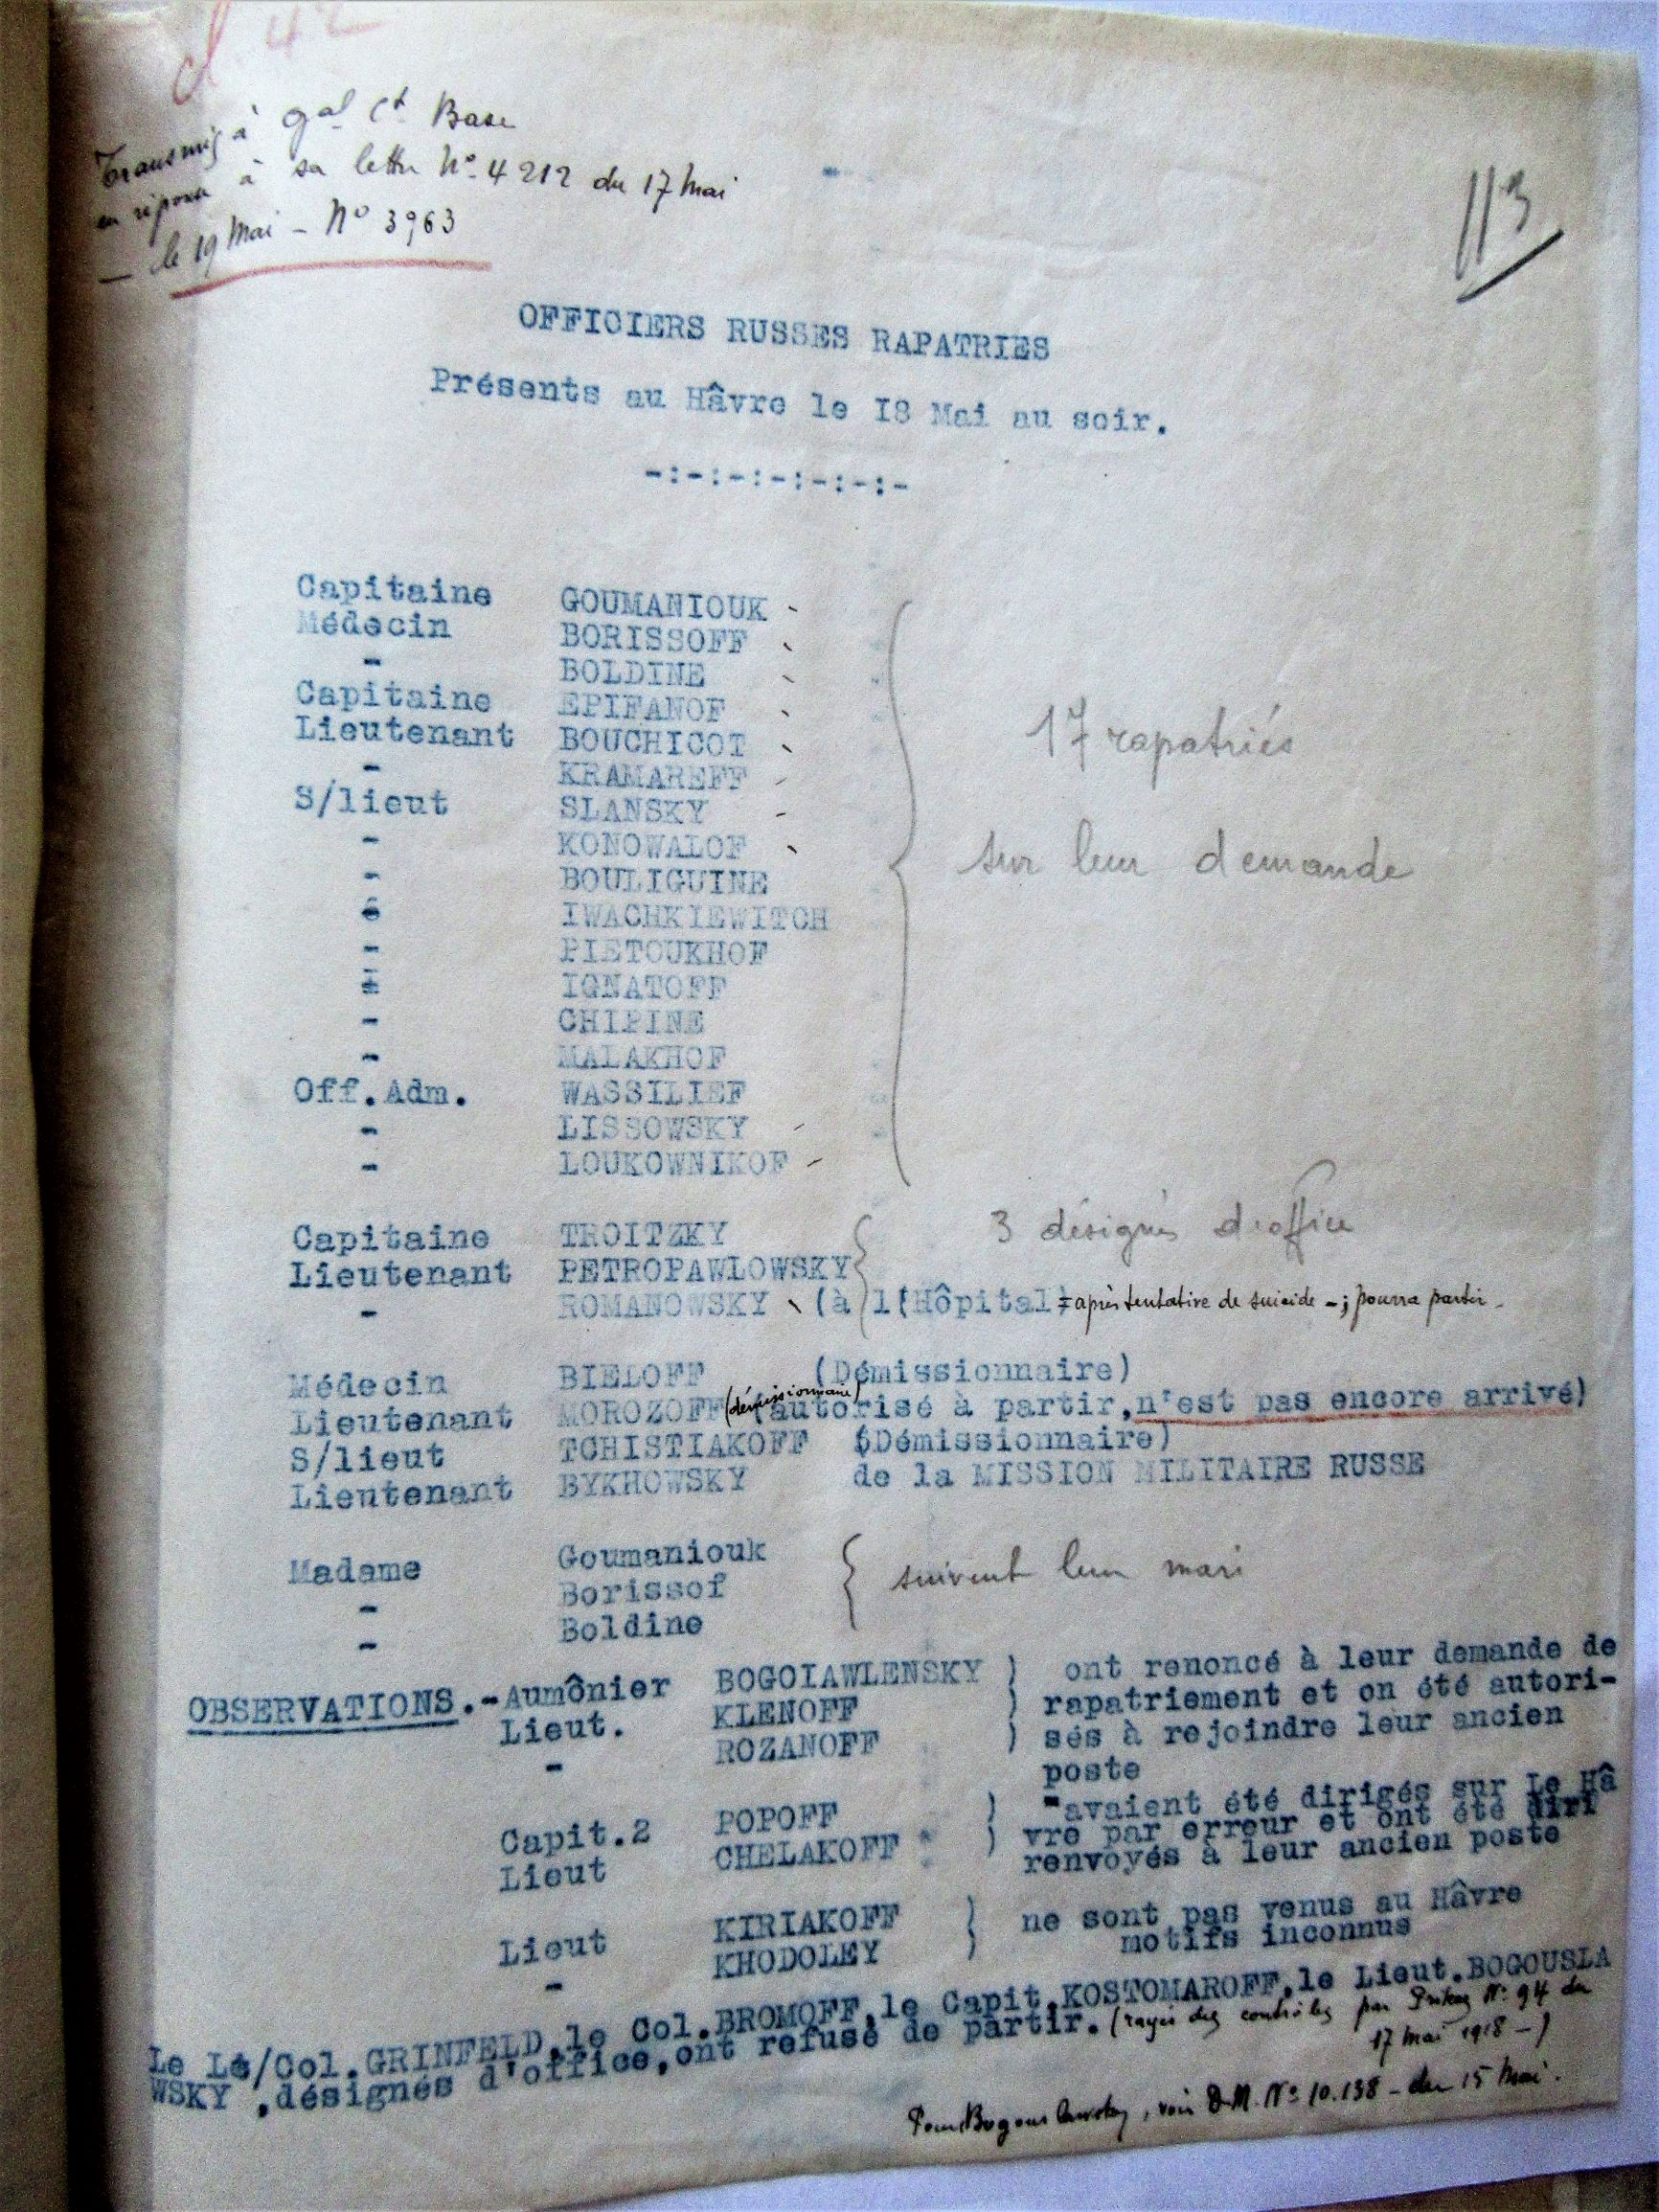 cl 42
Transmis à Gal Ct Base
en réponse à sa lettre No 4212 du 17 Mai
— le 19 Mai - No 3963
113
OFFICIERS RUSSES RAPATRIES
Présents au Hâvre le I8 Mai au soir.
-:-:-:-:-:-:-
Capitaine GOUMANIOUK
Médecin BORISSOFF
- BOLDINE
Capitaine EPIFANOF
Lieutenant BOUCHICOT
- KRAMAREFF
17 rapatriés
S/lieut SLANSKY
- KONOWALOF
sur leur demande
- BOULIGUINE
- IWACHKIEWITCH
- PIETOUKHOF
- IGNATOFF
- CHIPINE
- MALAKHOF
Off.Adm. WASSILIEF
- LISSOWSKY
- LOUKOWNIKOF
Capitaine TROITZKY
3 désignés d'office
Lieutenant PETROPAWLOWSKY
- ROMANOWSKY (à l'Hôpital) = après tentative de suicide - ; pourra partir -
Médecin BIELOFF (Démissionnaire)
Lieutenant MOROZOFF (démissionnaire) (autorisé à partir,n'est pas encore arrivé)
S/lieut TCHISTIAKOFF (Démissionnaire)
Lieutenant BYKHOWSKY de la MISSION MILITAIRE RUSSE
Madame Goumaniouk
- Borissof
suivent leur mari
- Boldine
OBSERVATIONS.- Aumônier BOGOIAWLENSKY ) ont renoncé à leur demande de
Lieut. KLENOFF ) rapatriement et on été autori-
- ROZANOFF ) sés à rejoindre leur ancien
poste
Capit.2 POPOFF ) -avaient été dirigés sur Le Hâ
Lieut CHELAKOFF ) vre par erreur et ont été diri
renvoyés à leur ancien poste
Lieut KIRIAKOFF ) ne sont pas venus au Hâvre
- KHODOLEY ) motifs inconnus
Le Lt/Col.GRINFELD,le Col.BROMOFF,le Capit.KOSTOMAROFF,le Lieut.BOGOUSLA
WSKY ,désignés d'office,ont refusé de partir. (rayés des contrôles par No 94 du
17 mai 1918 -)
Pour Bogouslawsky, voir D.M. No 10.138 - du 15 Mai.